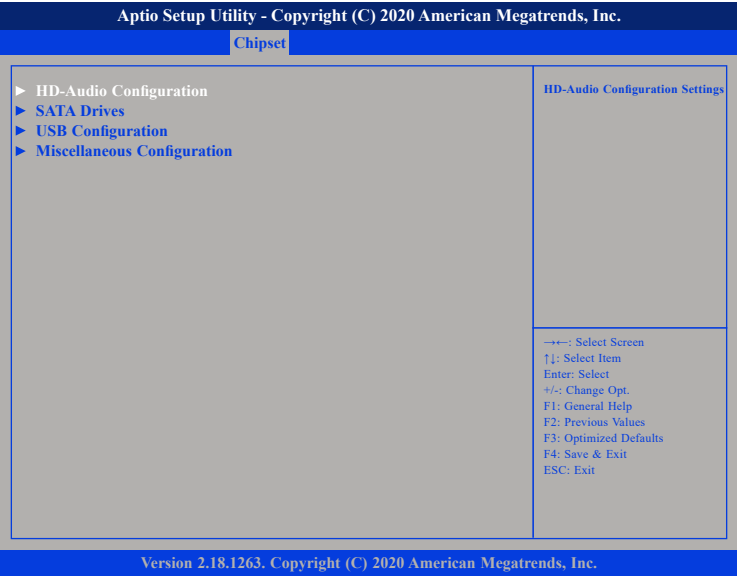 Aptio Setup Utility - Copyright (C) 2020 American Megatrends, Inc.
Chipset
► HD-Audio Configuration
► SATA Drives
► USB Configuration
► Miscellaneous Configuration
HD-Audio Configuration Settings
→←: Select Screen
↑↓: Select Item
Enter: Select
+/-: Change Opt.
F1: General Help
F2: Previous Values
F3: Optimized Defaults
F4: Save & Exit
ESC: Exit
Version 2.18.1263. Copyright (C) 2020 American Megatrends, Inc.